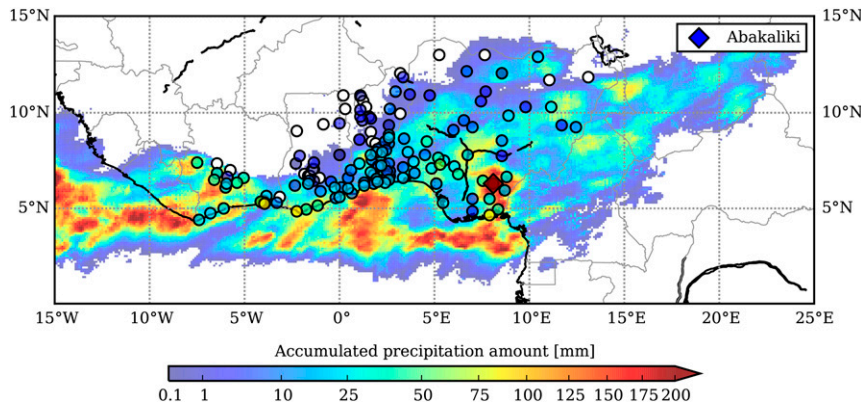 15°N 15°N
Abakaliki
10°N 10°N
5°N 5°N
15°W 10°W 5°W 0°W 5°E 10°E 15°E 20°E 25°E
Accumulated precipitation amount [mm]
0.1 1 10 25 50 75 100 125 150 175 200